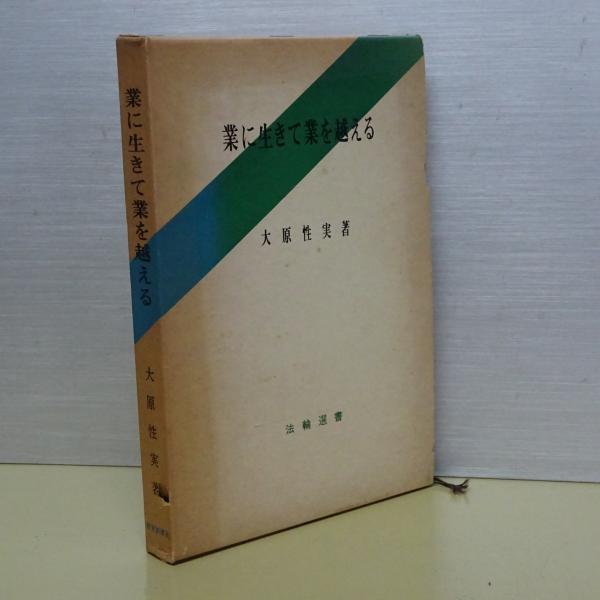 業に生きて業を越える
大原性実著
法輪選書
業に生きて業を越える
大原性実著